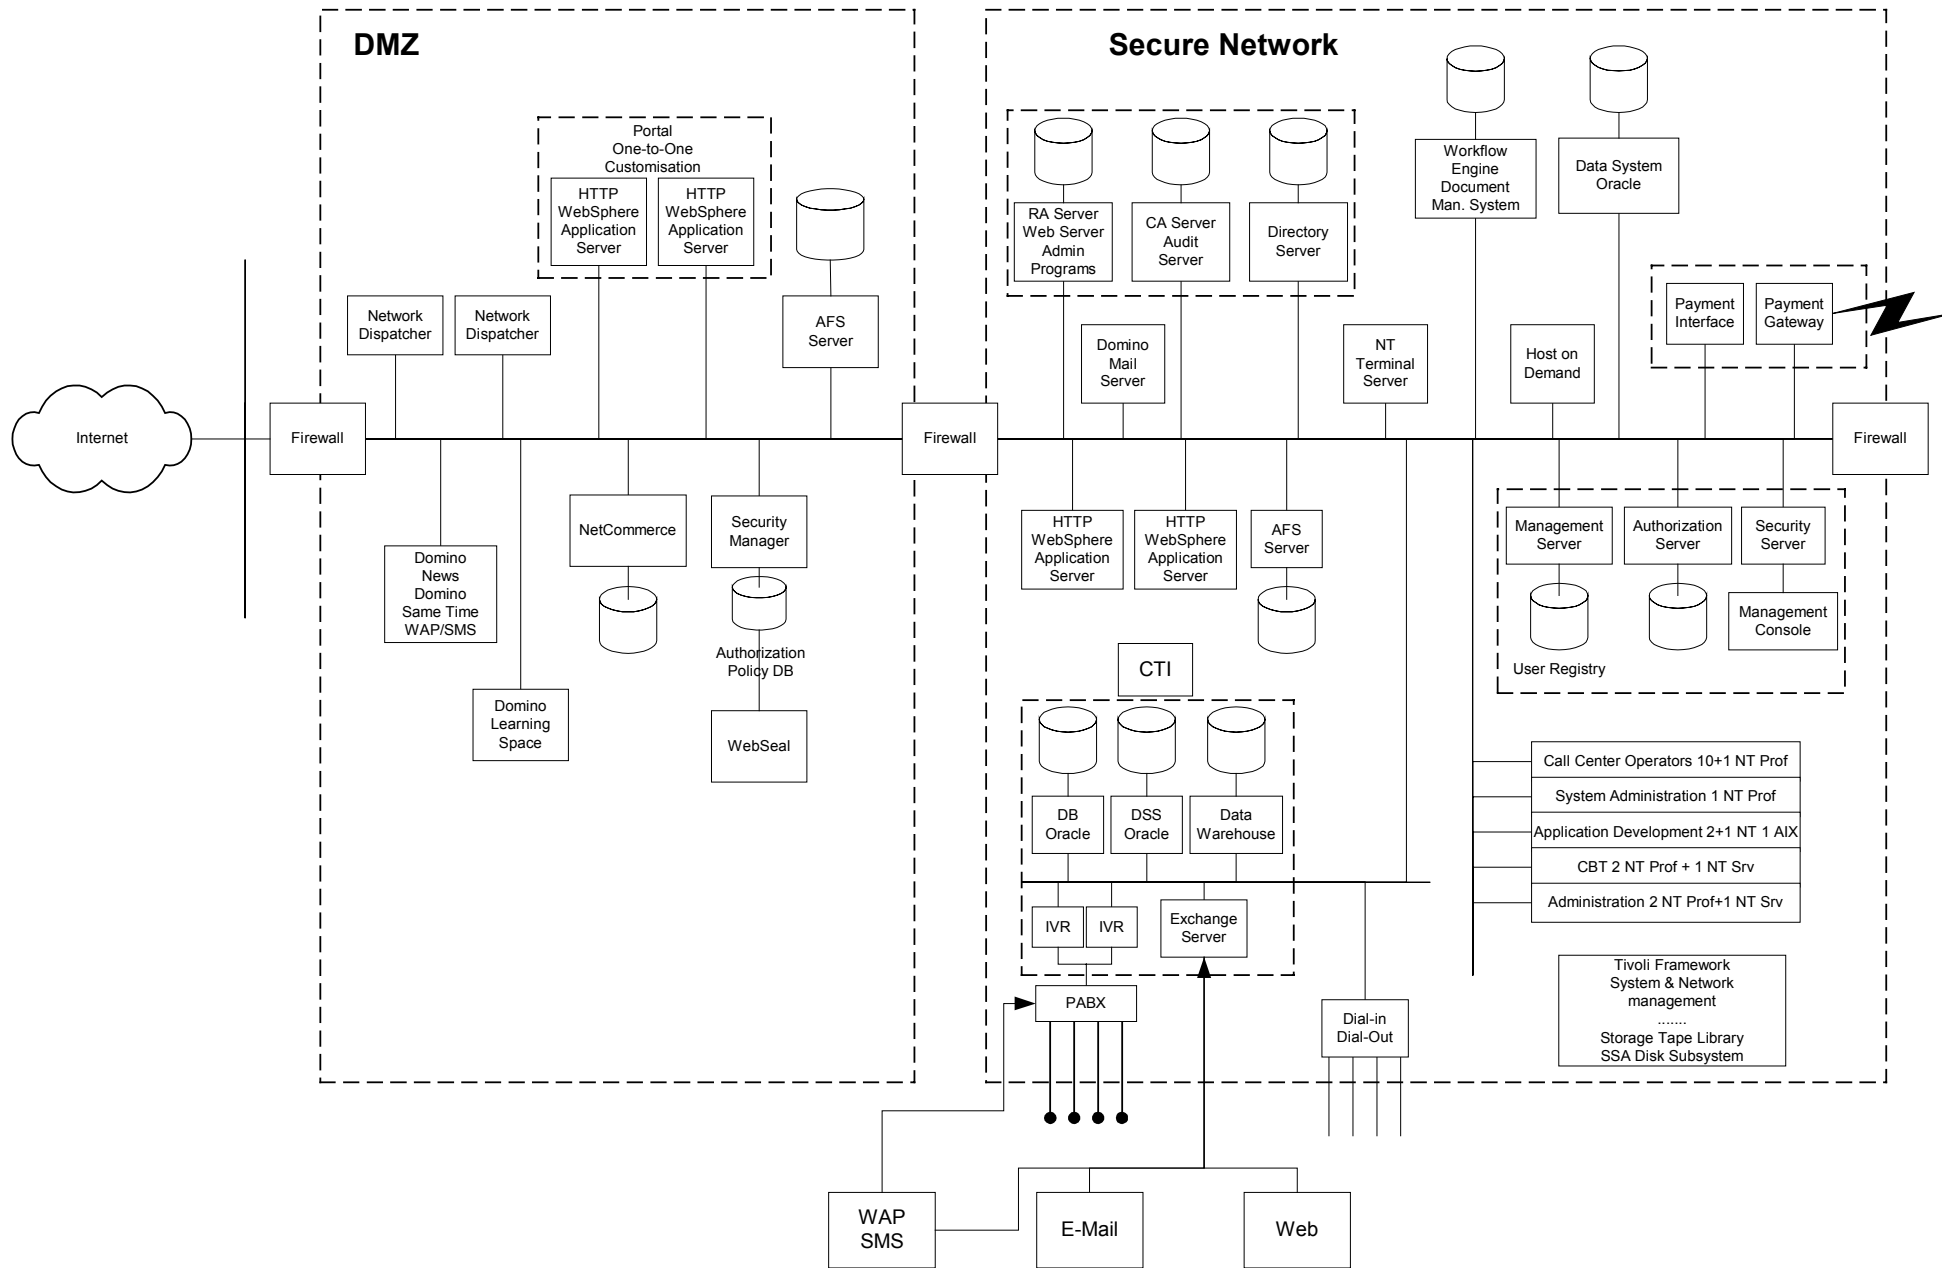 DMZ
Secure Network
Portal
One-to-One
Customisation
HTTP
WebSphere
Application
Server
HTTP
WebSphere
Application
Server
Network
Dispatcher
Network
Dispatcher
AFS
Server
RA Server
Web Server
Admin
Programs
CA Server
Audit
Server
Directory
Server
Workflow
Engine
Document
Man. System
Data System
Oracle
Domino
Mail
Server
NT
Terminal
Server
Host on
Demand
Payment
Interface
Payment
Gateway
Internet
Firewall
Firewall
Firewall
Domino
News
Domino
Same Time
WAP/SMS
Domino
Learning
Space
NetCommerce
Security
Manager
Authorization
Policy DB
WebSeal
HTTP
WebSphere
Application
Server
HTTP
WebSphere
Application
Server
AFS
Server
Management
Server
Authorization
Server
Security
Server
Management
Console
User Registry
CTI
DB
Oracle
DSS
Oracle
Data
Warehouse
IVR
IVR
Exchange
Server
PABX
Dial-in
Dial-Out
Call Center Operators 10+1 NT Prof
System Administration 1 NT Prof
Application Development 2+1 NT 1 AIX
CBT 2 NT Prof + 1 NT Srv
Administration 2 NT Prof+1 NT Srv
Tivoli Framework
System & Network
management
.......
Storage Tape Library
SSA Disk Subsystem
WAP
SMS
E-Mail
Web